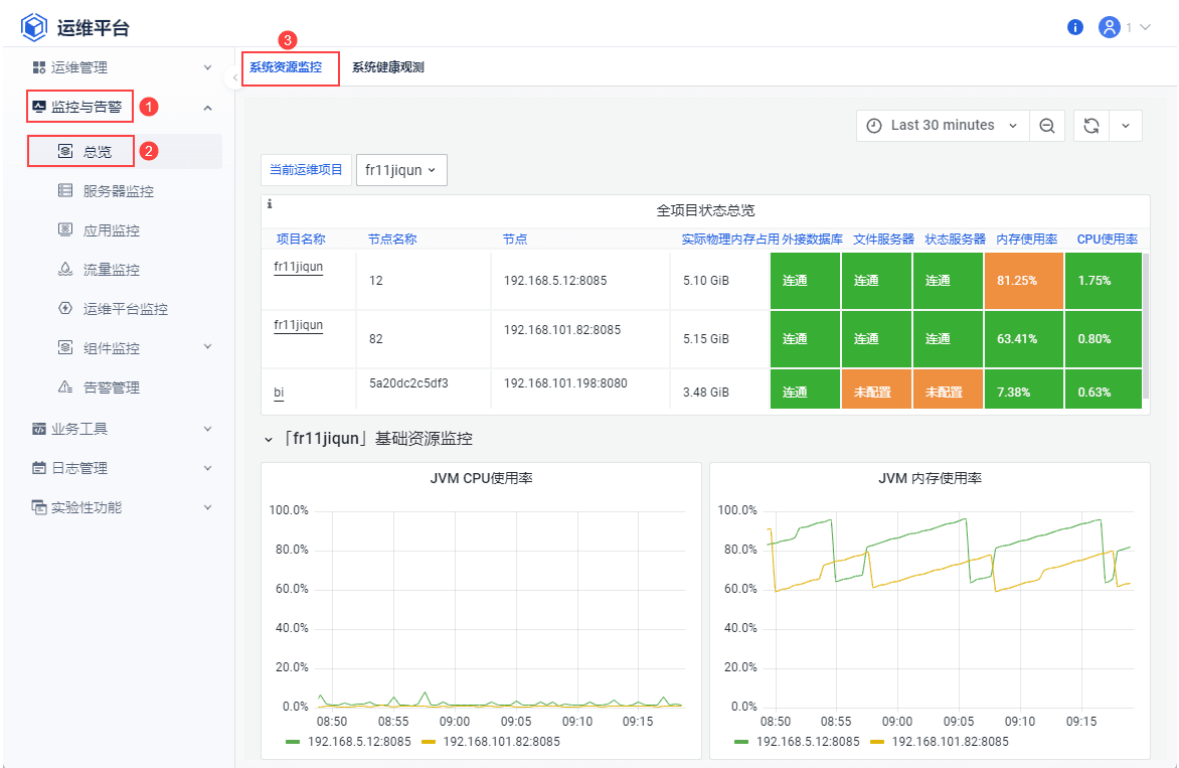 运维平台
1
3
运维管理
系统资源监控 系统健康观测
监控与告警 1
Last 30 minutes
总览 2
当前运维项目 fr11jiqun
服务器监控
应用监控
流量监控
运维平台监控
组件监控
告警管理
业务工具
日志管理
实验性功能
全项目状态总览
项目名称 节点名称 节点 实际物理内存占用 外接数据库 文件服务器 状态服务器 内存使用率 CPU使用率
fr11jiqun 12 192.168.5.12:8085 5.10 GiB 连通 连通 连通 81.25% 1.75%
fr11jiqun 82 192.168.101.82:8085 5.15 GiB 连通 连通 连通 63.41% 0.80%
bi 5a20dc2c5df3 192.168.101.198:8080 3.48 GiB 连通 未配置 未配置 7.38% 0.63%
「fr11jiqun」基础资源监控
JVM CPU使用率
100.0%
80.0%
60.0%
40.0%
20.0%
0.0%
08:50 08:55 09:00 09:05 09:10 09:15
192.168.5.12:8085 192.168.101.82:8085
JVM 内存使用率
100.0%
80.0%
60.0%
40.0%
20.0%
0.0%
08:50 08:55 09:00 09:05 09:10 09:15
192.168.5.12:8085 192.168.101.82:8085